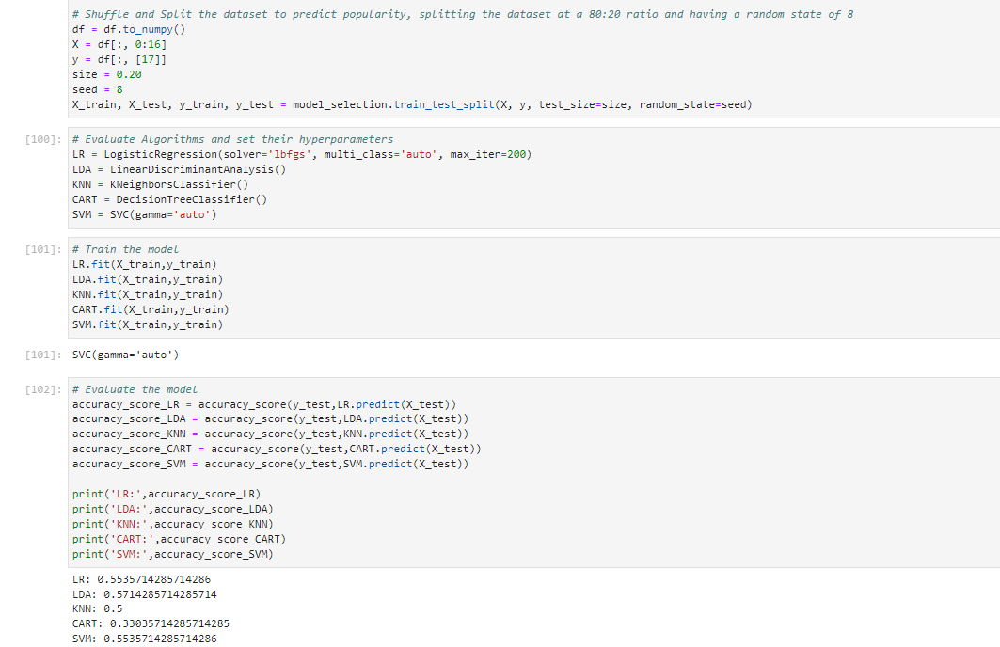 # Shuffle and Split the dataset to predict popularity, splitting the dataset at a 80:20 ratio and having a random state of 8
df = df.to_numpy()
X = df[:, 0:16]
y = df[:, [17]]
size = 0.20
seed = 8
X_train, X_test, y_train, y_test = model_selection.train_test_split(X, y, test_size=size, random_state=seed)
[100]: # Evaluate Algorithms and set their hyperparameters
LR = LogisticRegression(solver='lbfgs', multi_class='auto', max_iter=200)
LDA = LinearDiscriminantAnalysis()
KNN = KNeighborsClassifier()
CART = DecisionTreeClassifier()
SVM = SVC(gamma='auto')
[101]: # Train the model
LR.fit(X_train,y_train)
LDA.fit(X_train,y_train)
KNN.fit(X_train,y_train)
CART.fit(X_train,y_train)
SVM.fit(X_train,y_train)
[101]: SVC(gamma='auto')
[102]: # Evaluate the model
accuracy_score_LR = accuracy_score(y_test,LR.predict(X_test))
accuracy_score_LDA = accuracy_score(y_test,LDA.predict(X_test))
accuracy_score_KNN = accuracy_score(y_test,KNN.predict(X_test))
accuracy_score_CART = accuracy_score(y_test,CART.predict(X_test))
accuracy_score_SVM = accuracy_score(y_test,SVM.predict(X_test))
print('LR:',accuracy_score_LR)
print('LDA:',accuracy_score_LDA)
print('KNN:',accuracy_score_KNN)
print('CART:',accuracy_score_CART)
print('SVM:',accuracy_score_SVM)
LR: 0.5535714285714286
LDA: 0.5714285714285714
KNN: 0.5
CART: 0.33035714285714285
SVM: 0.5535714285714286